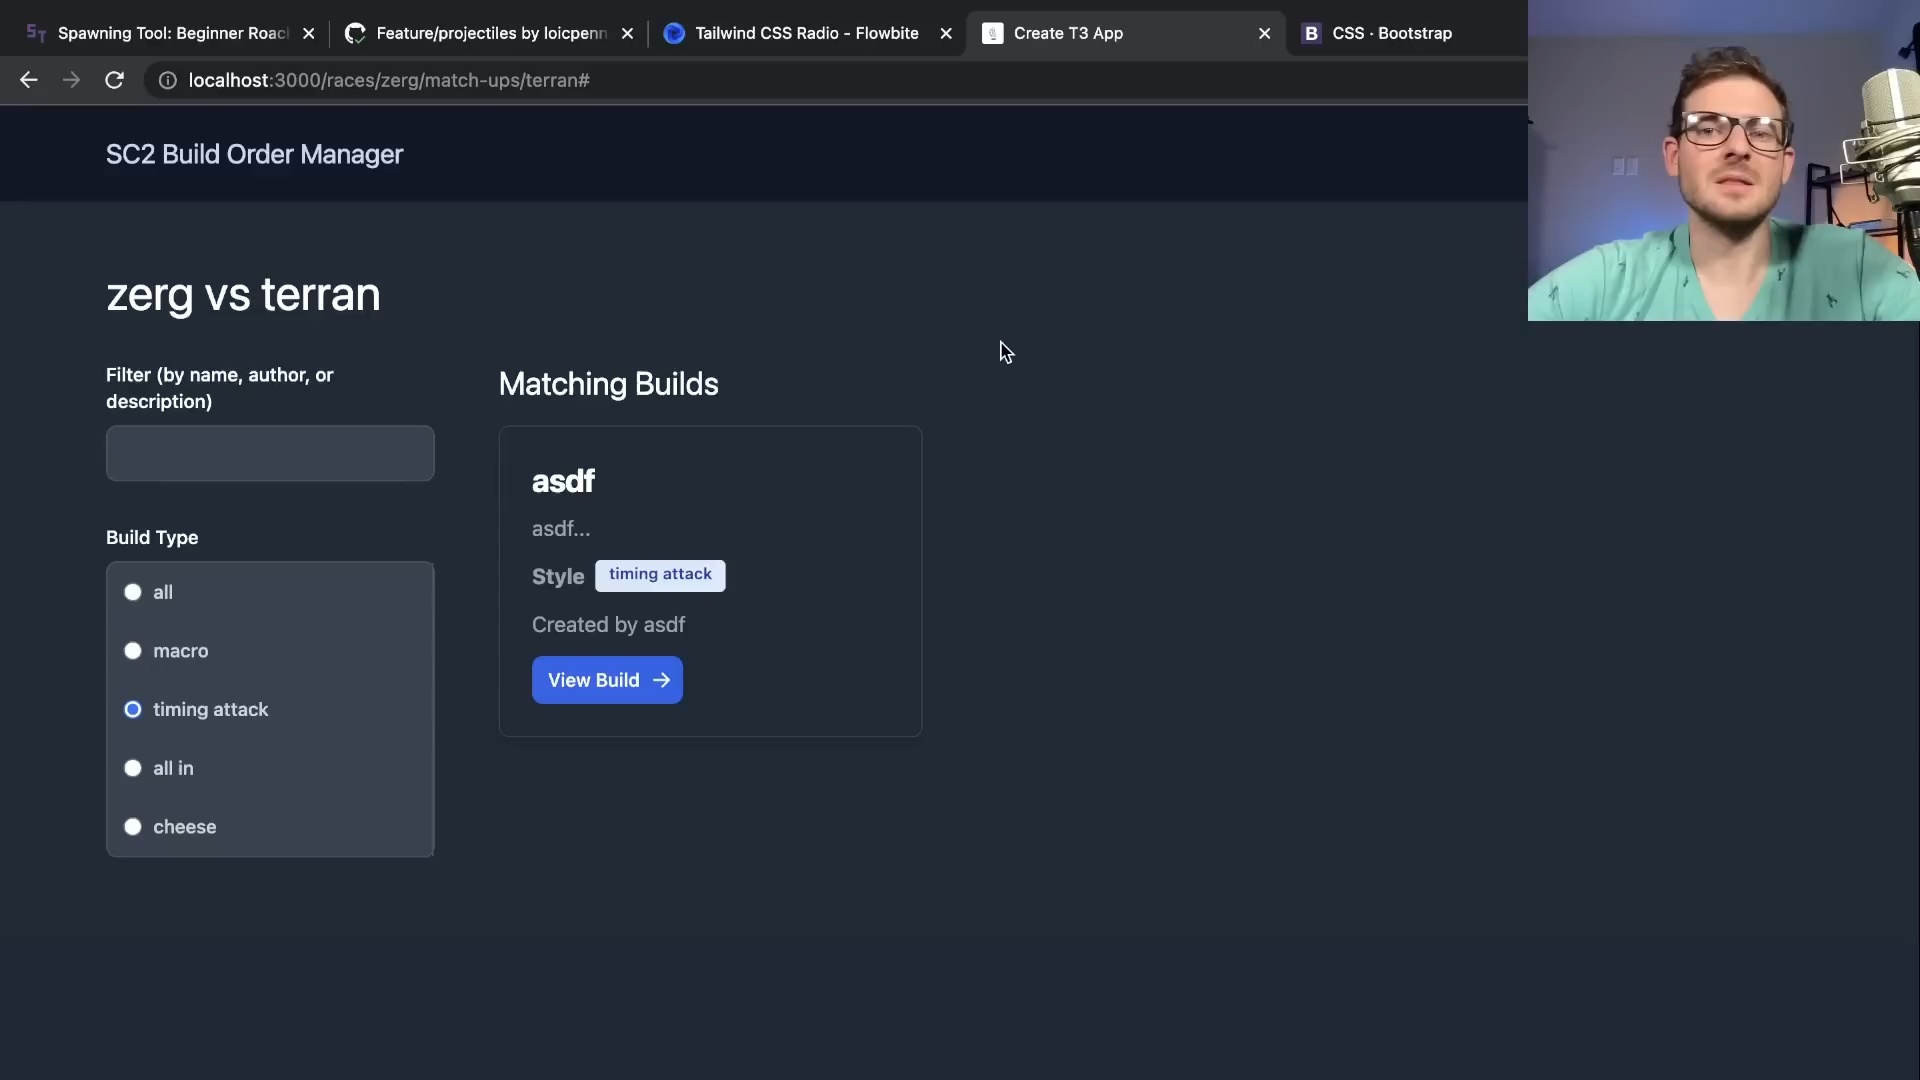 Spawning Tool: Beginner Roac
Feature/projectiles by loicpenn
Tailwind CSS Radio - Flowbite
Create T3 App
B CSS · Bootstrap
localhost:3000/races/zerg/match-ups/terran#
SC2 Build Order Manager
zerg vs terran
Filter (by name, author, or
description)
Build Type
all
macro
timing attack
all in
cheese
Matching Builds
asdf
asdf...
Style timing attack
Created by asdf
View Build →